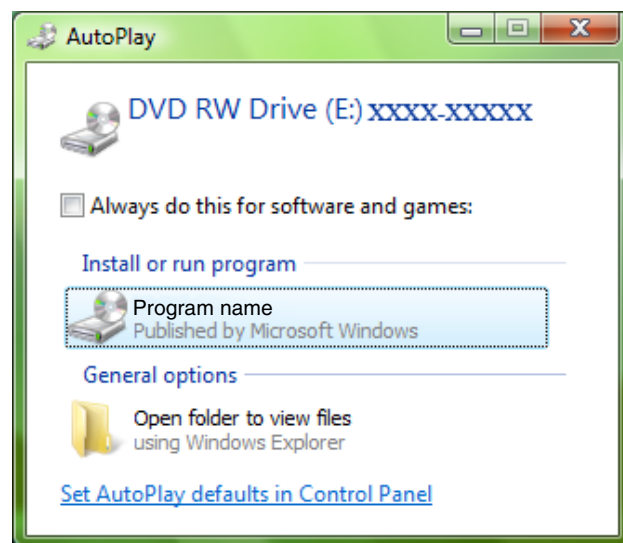 AutoPlay
DVD RW Drive (E:) XXXX-XXXXX
Always do this for software and games:
Install or run program
Program name
Published by Microsoft Windows
General options
Open folder to view files
using Windows Explorer
Set AutoPlay defaults in Control Panel